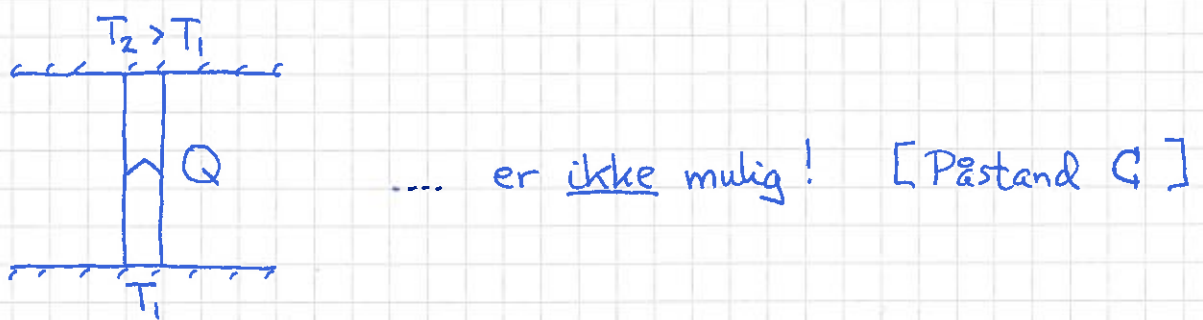 T₂ > T₁
Q .... er ikke mulig! [Påstand C]
T₁